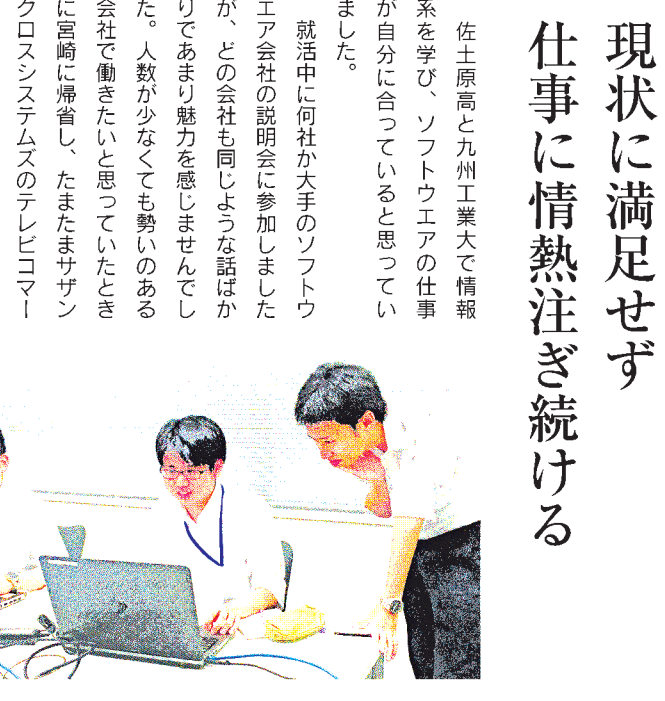 現状に満足せず
仕事に情熱注ぎ続ける
佐土原高と九州工業大で情報
系を学び、ソフトウエアの仕事
が自分に合っていると思ってい
ました。
就活中に何社か大手のソフトウ
エア会社の説明会に参加しました
が、どの会社も同じような話ばか
りであまり魅力を感じませんでし
た。人数が少なくても勢いのある
会社で働きたいと思っていたとき
に宮崎に帰省し、たまたまサザン
クロスシステムズのテレビコマー